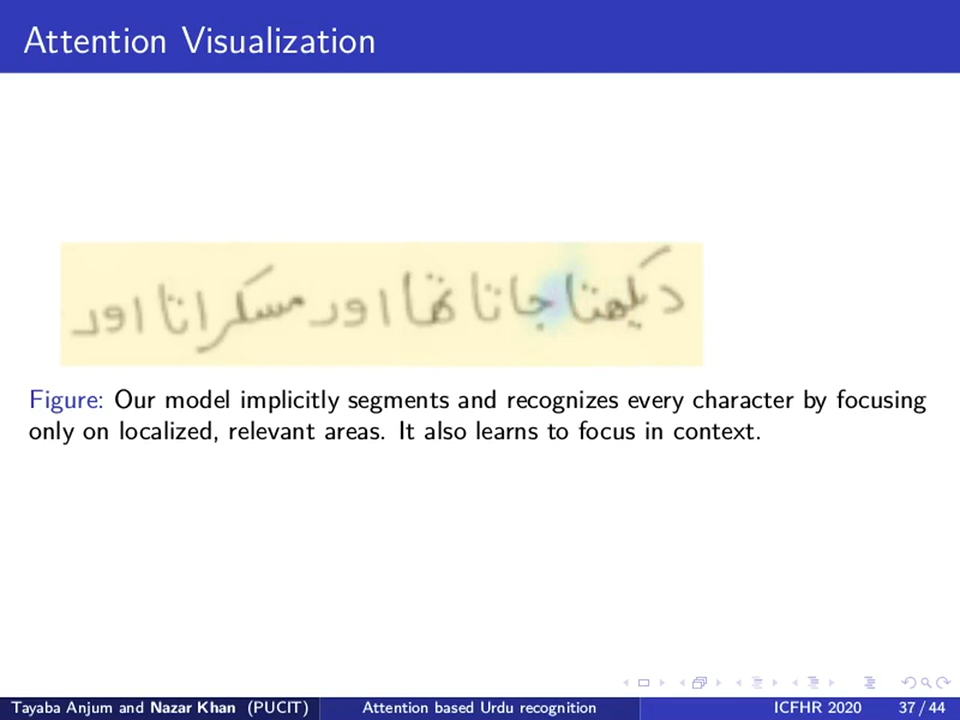 Attention Visualization
دیکھتا جاتا تھا اور مسکراتا اور
Figure: Our model implicitly segments and recognizes every character by focusing
only on localized, relevant areas. It also learns to focus in context.
Tayaba Anjum and Nazar Khan (PUCIT) Attention based Urdu recognition ICFHR 2020 37 / 44